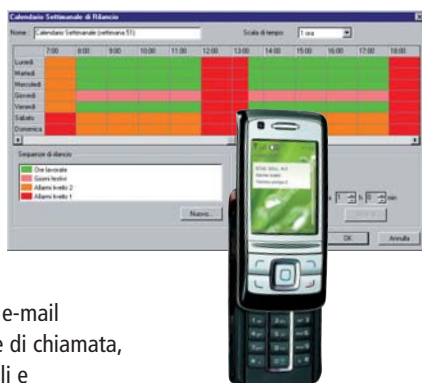 Calendario Settimanale di Rilancio
Nome: Calendario Settimanale (settimana 51) Scala di tempo: 1 ora
7:00 8:00 9:00 10:00 11:00 12:00 13:00 14:00 15:00 16:00 17:00 18:00
Lunedì
Martedì
Mercoledì
Giovedì
Venerdì
Sabato
Domenica
Sequenze di rilancio
Ore lavorate
Giorni festivi
Allarmi livello 2
Allarmi livello 1
1 h 0 min
Nuovo...
OK Annulla
e-mail
e di chiamata,
li e